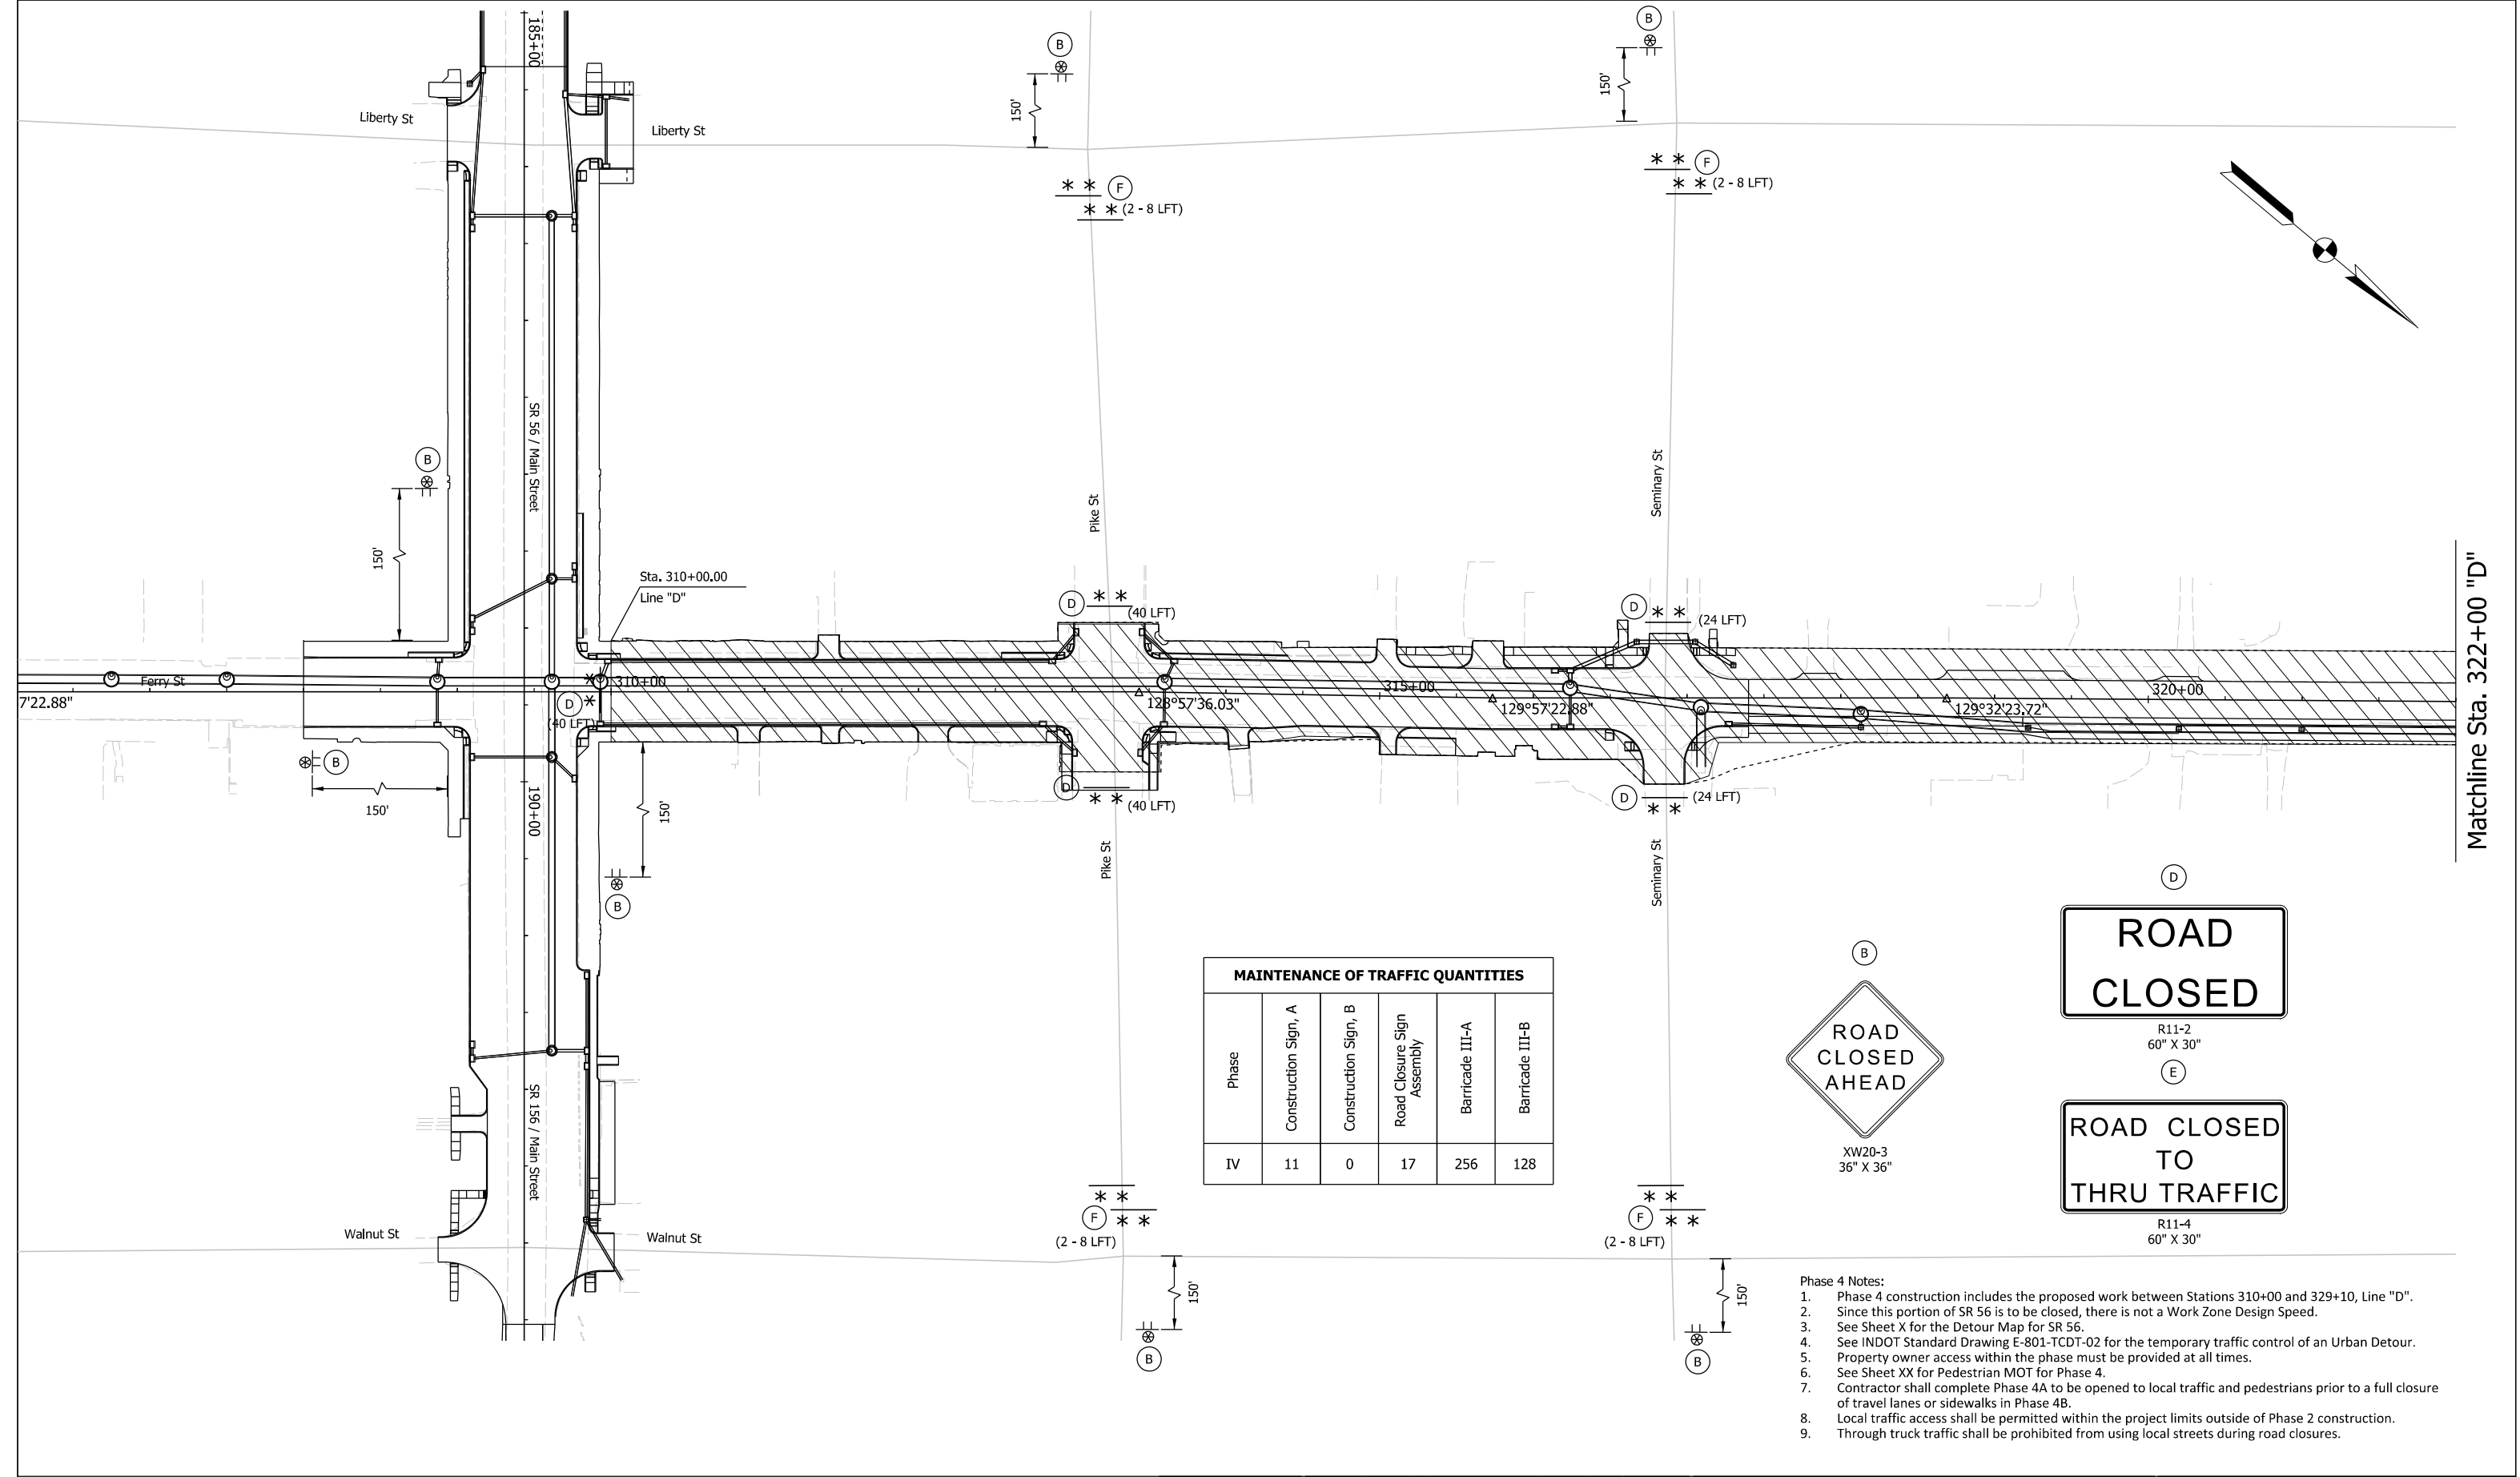 185+00
B
B
150'
150'
Liberty St
Liberty St
F
(2 - 8 LFT)
F
(2 - 8 LFT)
SR 56 / Main Street
B
150'
Pike St
Seminary St
Sta. 310+00.00
Line "D"
D
(40 LFT)
D
(24 LFT)
Matchline Sta. 322+00 "D"
Ferry St
7'22.88"
310+00
D
(40 LFT)
128°57'36.03"
315+00
129°57'22.88"
320+00
129°32'23.72"
B
150'
190+00
150'
B
D
(40 LFT)
D
(24 LFT)
Pike St
Seminary St
D
ROAD
CLOSED
R11-2
60" X 30"
B
ROAD
CLOSED
AHEAD
XW20-3
36" X 36"
E
ROAD CLOSED
TO
THRU TRAFFIC
R11-4
60" X 30"
MAINTENANCE OF TRAFFIC QUANTITIES
Phase
Construction Sign, A
Construction Sign, B
Road Closure Sign
Assembly
Barricade III-A
Barricade III-B
IV 11 0 17 256 128
SR 156 / Main Street
Walnut St
Walnut St
F
(2 - 8 LFT)
F
(2 - 8 LFT)
150'
150'
B
B
Phase 4 Notes:
1. Phase 4 construction includes the proposed work between Stations 310+00 and 329+10, Line "D".
2. Since this portion of SR 56 is to be closed, there is not a Work Zone Design Speed.
3. See Sheet X for the Detour Map for SR 56.
4. See INDOT Standard Drawing E-801-TCDT-02 for the temporary traffic control of an Urban Detour.
5. Property owner access within the phase must be provided at all times.
6. See Sheet XX for Pedestrian MOT for Phase 4.
7. Contractor shall complete Phase 4A to be opened to local traffic and pedestrians prior to a full closure
of travel lanes or sidewalks in Phase 4B.
8. Local traffic access shall be permitted within the project limits outside of Phase 2 construction.
9. Through truck traffic shall be prohibited from using local streets during road closures.